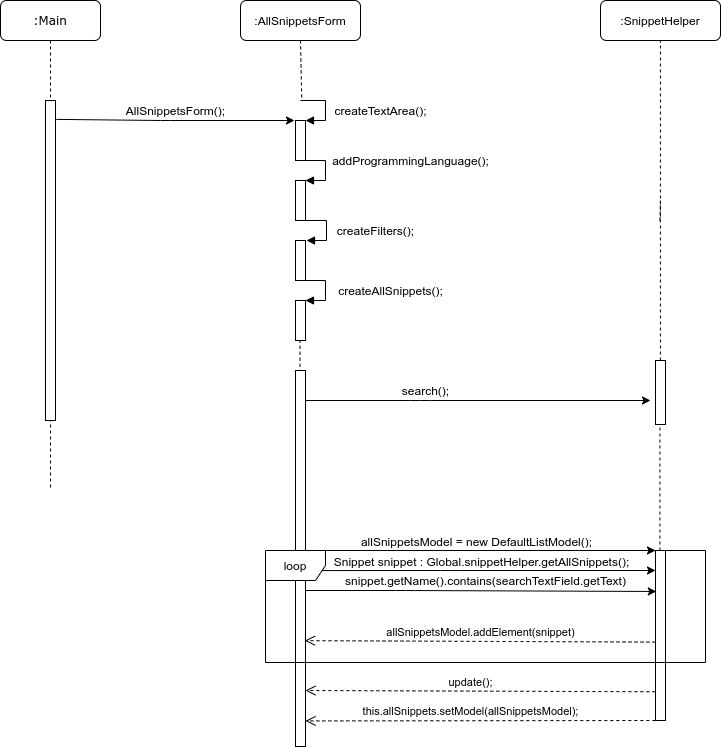 :Main
:AllSnippetsForm
:SnippetHelper
AllSnippetsForm();
createTextArea();
addProgrammingLanguage();
createFilters();
createAllSnippets();
search();
allSnippetsModel = new DefaultListModel();
loop
Snippet snippet : Global.snippetHelper.getAllSnippets();
snippet.getName().contains(searchTextField.getText)
allSnippetsModel.addElement(snippet)
update();
this.allSnippets.setModel(allSnippetsModel);